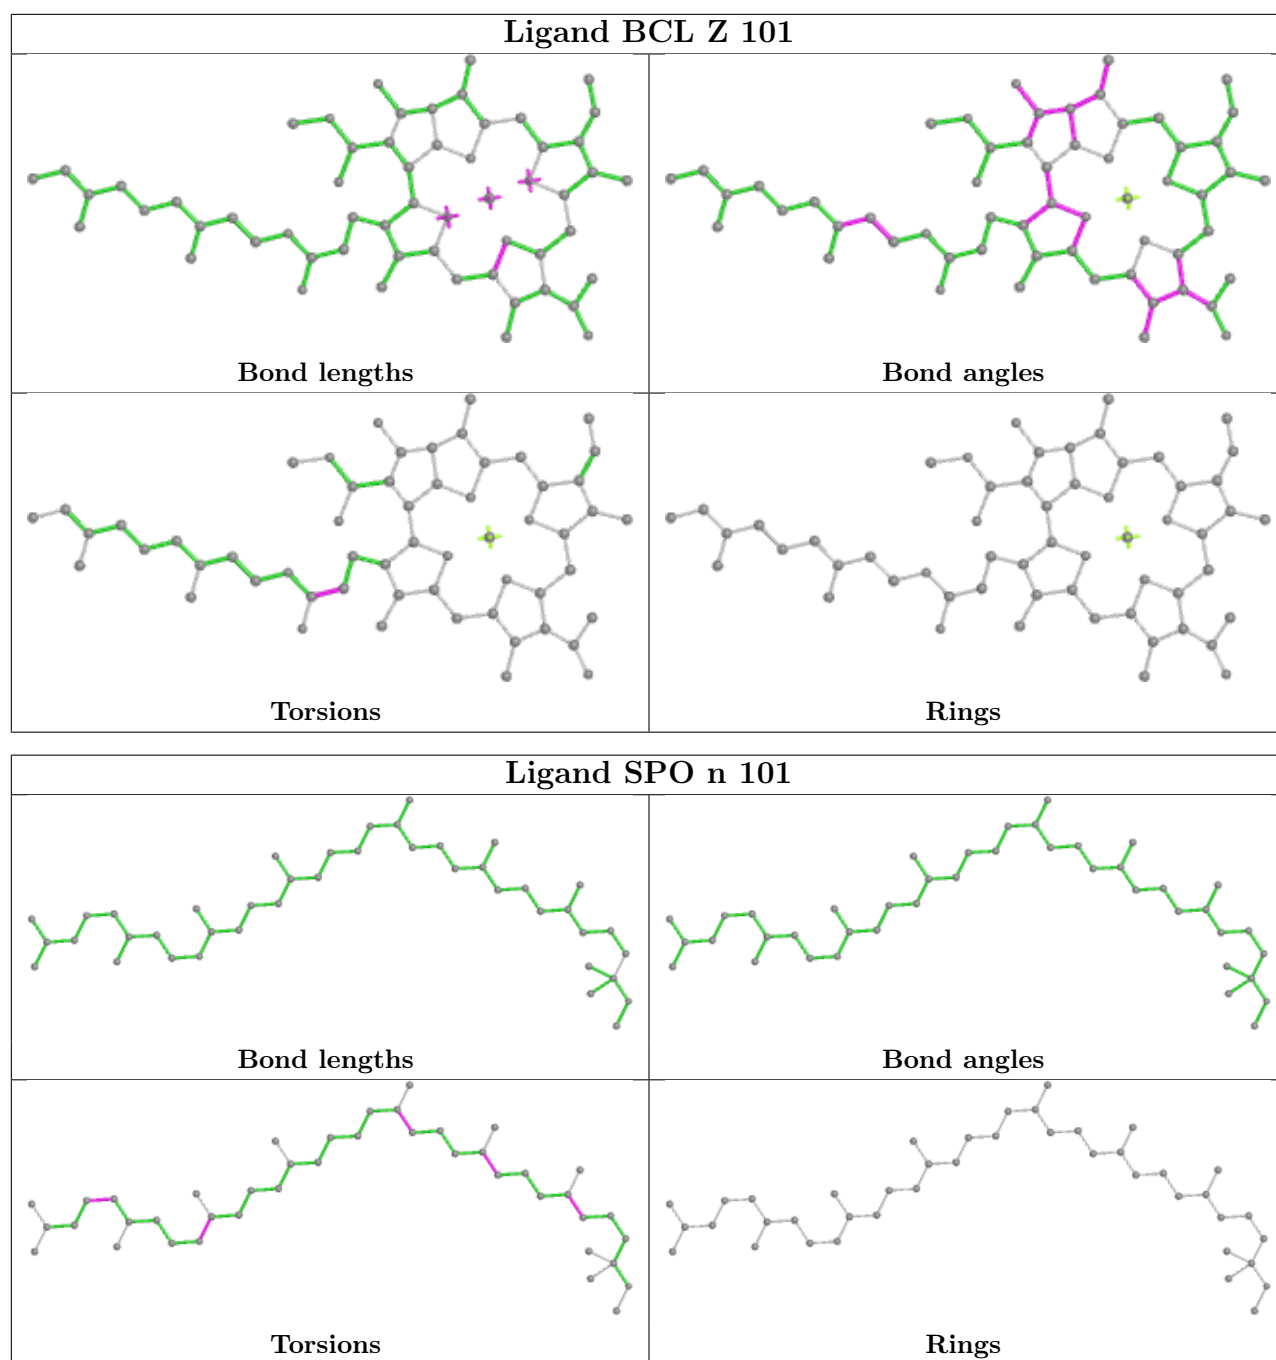 Ligand BCL Z 101
Bond lengths
Bond angles
Torsions
Rings
Ligand SPO n 101
Bond lengths
Bond angles
Torsions
Rings